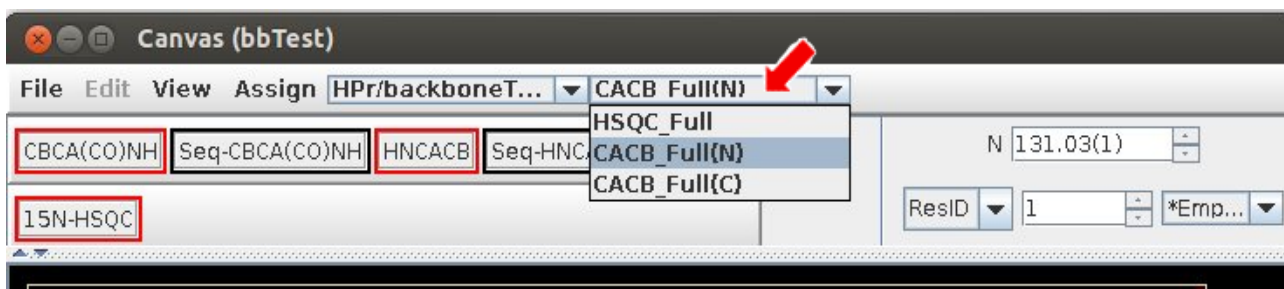 Canvas (bbTest)
File Edit View Assign HPr/backboneT... CACB_Full(N)
HSQC_Full
CACB_Full(N)
CACB_Full(C)
CBCA(CO)NH Seq-CBCA(CO)NH HNCACB Seq-HNC
N 131.03(1)
15N-HSQC
ResID 1 *Emp...